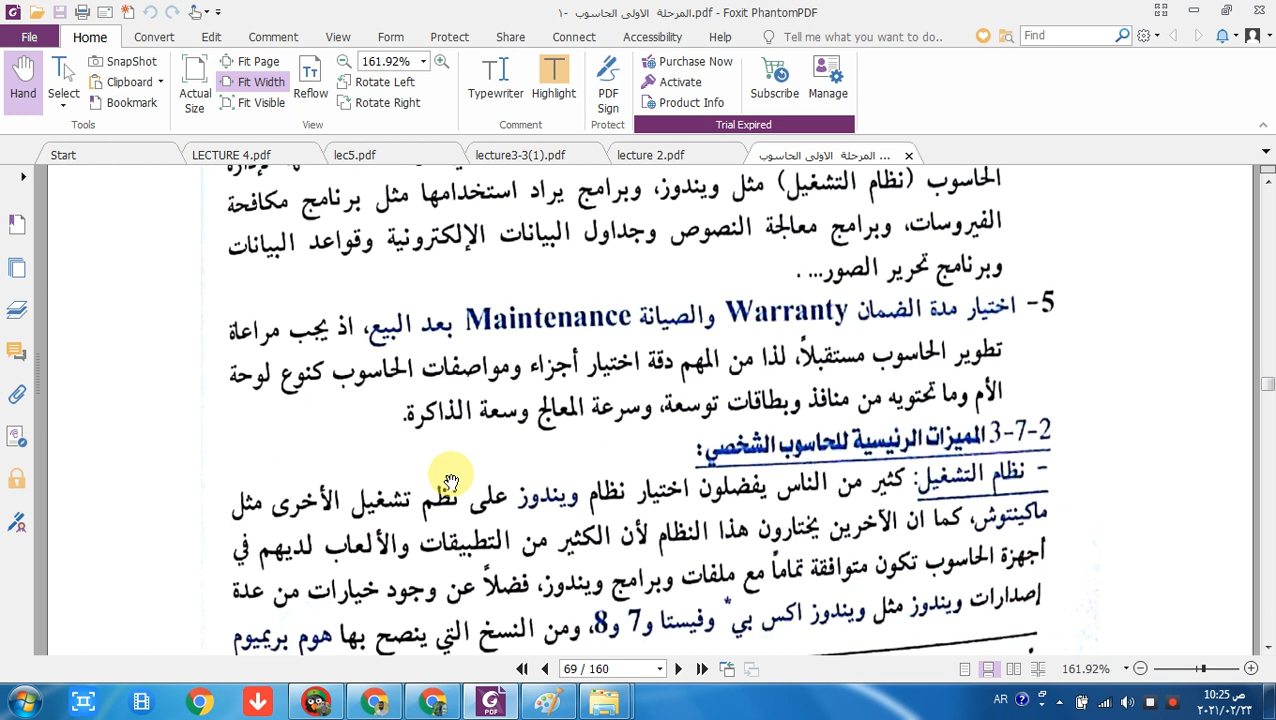 المرحلة الاولى الحاسوب -١.pdf - Foxit PhantomPDF
File Home Convert Edit Comment View Form Protect Share Connect Accessibility Help Tell me what you want to do.. Find
Hand
Select
SnapShot
Clipboard
Bookmark
Tools
Actual Size
Fit Page
Fit Width
Fit Visible
Reflow
161.92%
Rotate Left
Rotate Right
View
Typewriter
Highlight
Comment
PDF Sign
Protect
Purchase Now
Activate
Product Info
Subscribe
Manage
Trial Expired
Start LECTURE 4.pdf lec5.pdf lecture3-3(1).pdf lecture 2.pdf المرحلة الاولى الحاسوب ...
الحاسوب (نظام التشغيل) مثل ويندوز، وبرامج يراد استخدامها مثل برنامج مكافحة
الفيروسات، وبرامج معالجة النصوص وجداول البيانات الإلكترونية وقواعد البيانات
وبرنامج تحرير الصور... .
5- اختيار مدة الضمان Warranty والصيانة Maintenance بعد البيع، اذ يجب مراعاة
تطوير الحاسوب مستقبلاً، لذا من المهم دقة اختيار أجزاء ومواصفات الحاسوب كنوع لوحة
الأم وما تحتويه من منافذ وبطاقات توسعة، وسرعة المعالج وسعة الذاكرة.
3-7-2 الميزات الرئيسية للحاسوب الشخصي:
- نظام التشغيل: كثير من الناس يفضلون اختيار نظام ويندوز على نظم تشغيل الأخرى مثل
ماكينتوش، كما ان الآخرين يختارون هذا النظام لأن الكثير من التطبيقات والألعاب لديهم في
أجهزة الحاسوب تكون متوافقة تماماً مع ملفات وبرامج ويندوز، فضلاً عن وجود خيارات من عدة
إصدارات ويندوز مثل ويندوز اكس بي* وفيستا و7 و8، ومن النسخ التي ينصح بها هوم بريميوم
69 / 160
161.92%
PDF
AR
10:25 ص
٢٠٢١/٠٢/٢٣